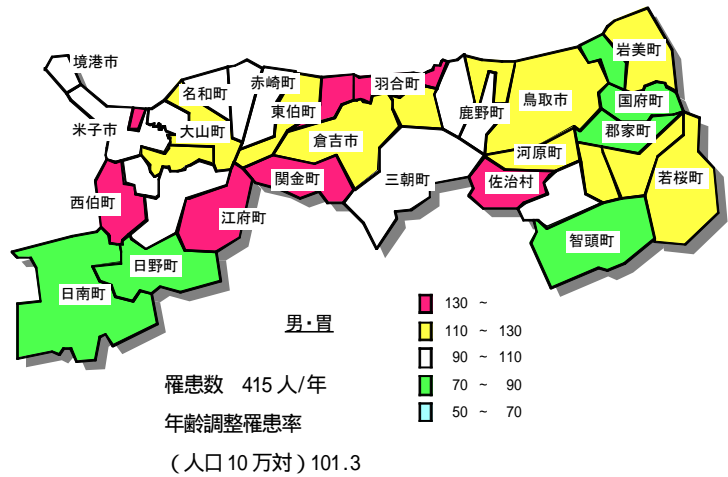 境港市
米子市
名和町
赤崎町
大山町
東伯町
羽合町
倉吉市
関金町
三朝町
鹿野町
鳥取市
岩美町
国府町
郡家町
河原町
佐治村
若桜町
智頭町
西伯町
江府町
日野町
日南町
男・胃
130 ~
110 ~ 130
90 ~ 110
70 ~ 90
50 ~ 70
罹患数 415 人/年
年齢調整罹患率
(人口10万対)101.3